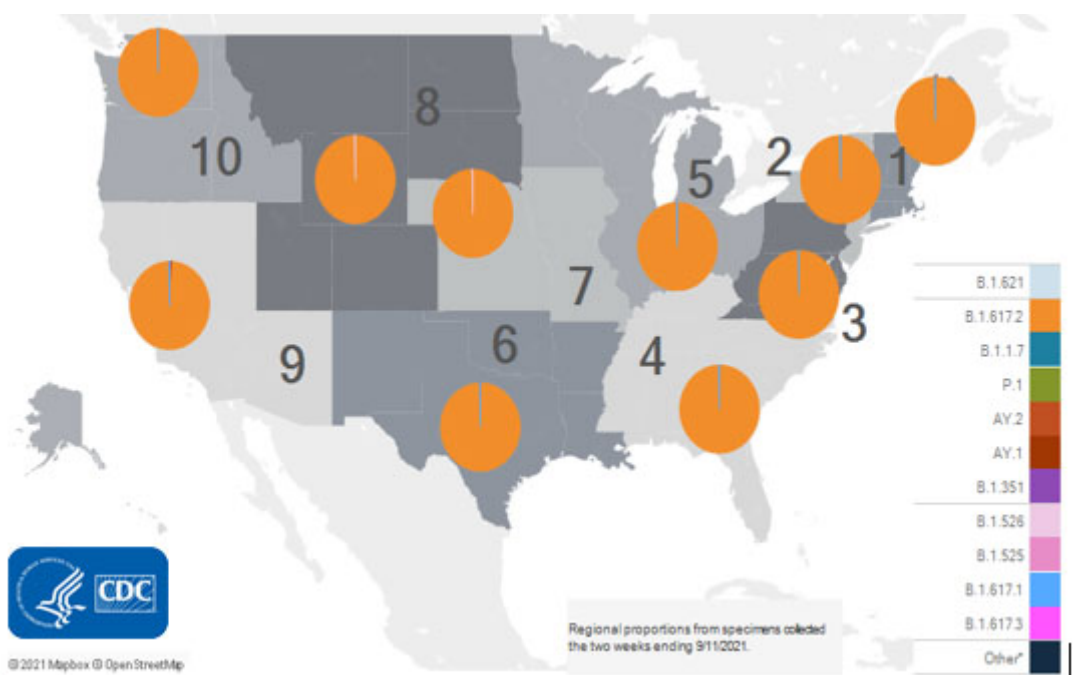 8
10
2
5
1
7
3
6
4
9
B.1.621
B.1.617.2
B.1.1.7
P.1
AY.2
AY.1
B.1.351
B.1.526
B.1.525
B.1.617.1
B.1.617.3
Other*
CDC
Regional proportions from specimens collected
the two weeks ending 9/11/2021.
© 2021 Mapbox © OpenStreetMap